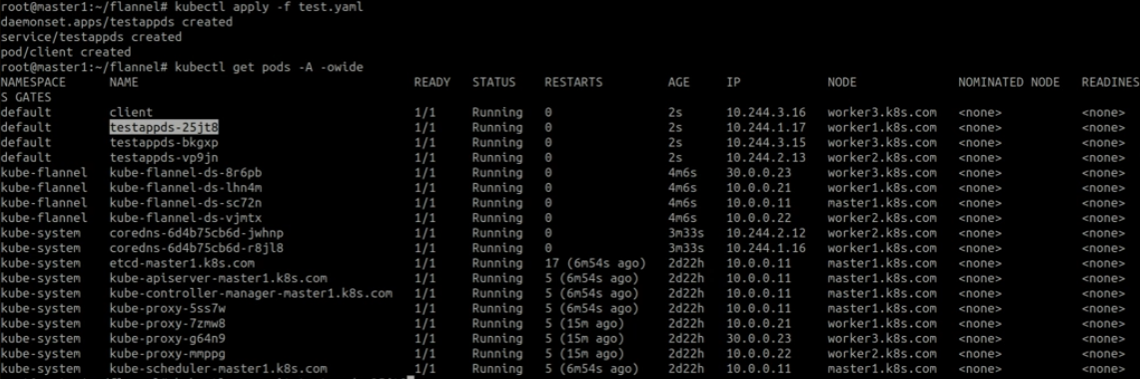 root@master1:~/flannel# kubectl apply -f test.yaml
daemonset.apps/testappds created
service/testappds created
pod/client created
root@master1:~/flannel# kubectl get pods -A -owide
NAMESPACE NAME READY STATUS RESTARTS AGE IP NODE NOMINATED NODE READINES
S GATES
default client 1/1 Running 0 2s 10.244.3.16 worker3.k8s.com <none> <none>
default testappds-25jt8 1/1 Running 0 2s 10.244.1.17 worker1.k8s.com <none> <none>
default testappds-bkgxp 1/1 Running 0 2s 10.244.3.15 worker3.k8s.com <none> <none>
default testappds-vp9jn 1/1 Running 0 2s 10.244.2.13 worker2.k8s.com <none> <none>
kube-flannel kube-flannel-ds-8r6pb 1/1 Running 0 4m6s 30.0.0.23 worker3.k8s.com <none> <none>
kube-flannel kube-flannel-ds-lhn4m 1/1 Running 0 4m6s 10.0.0.21 worker1.k8s.com <none> <none>
kube-flannel kube-flannel-ds-sc72n 1/1 Running 0 4m6s 10.0.0.11 master1.k8s.com <none> <none>
kube-flannel kube-flannel-ds-vjmtx 1/1 Running 0 4m6s 10.0.0.22 worker2.k8s.com <none> <none>
kube-system coredns-6d4b75cb6d-jwhnp 1/1 Running 0 3m33s 10.244.2.12 worker2.k8s.com <none> <none>
kube-system coredns-6d4b75cb6d-r8jl8 1/1 Running 0 3m33s 10.244.1.16 worker1.k8s.com <none> <none>
kube-system etcd-master1.k8s.com 1/1 Running 17 (6m54s ago) 2d22h 10.0.0.11 master1.k8s.com <none> <none>
kube-system kube-apiserver-master1.k8s.com 1/1 Running 5 (6m54s ago) 2d22h 10.0.0.11 master1.k8s.com <none> <none>
kube-system kube-controller-manager-master1.k8s.com 1/1 Running 5 (6m54s ago) 2d22h 10.0.0.11 master1.k8s.com <none> <none>
kube-system kube-proxy-5ss7w 1/1 Running 5 (6m54s ago) 2d22h 10.0.0.11 master1.k8s.com <none> <none>
kube-system kube-proxy-7zmw8 1/1 Running 5 (15m ago) 2d22h 10.0.0.21 worker1.k8s.com <none> <none>
kube-system kube-proxy-g64n9 1/1 Running 5 (15m ago) 2d22h 30.0.0.23 worker3.k8s.com <none> <none>
kube-system kube-proxy-mmppg 1/1 Running 5 (15m ago) 2d22h 10.0.0.22 worker2.k8s.com <none> <none>
kube-system kube-scheduler-master1.k8s.com 1/1 Running 5 (6m54s ago) 2d22h 10.0.0.11 master1.k8s.com <none> <none>